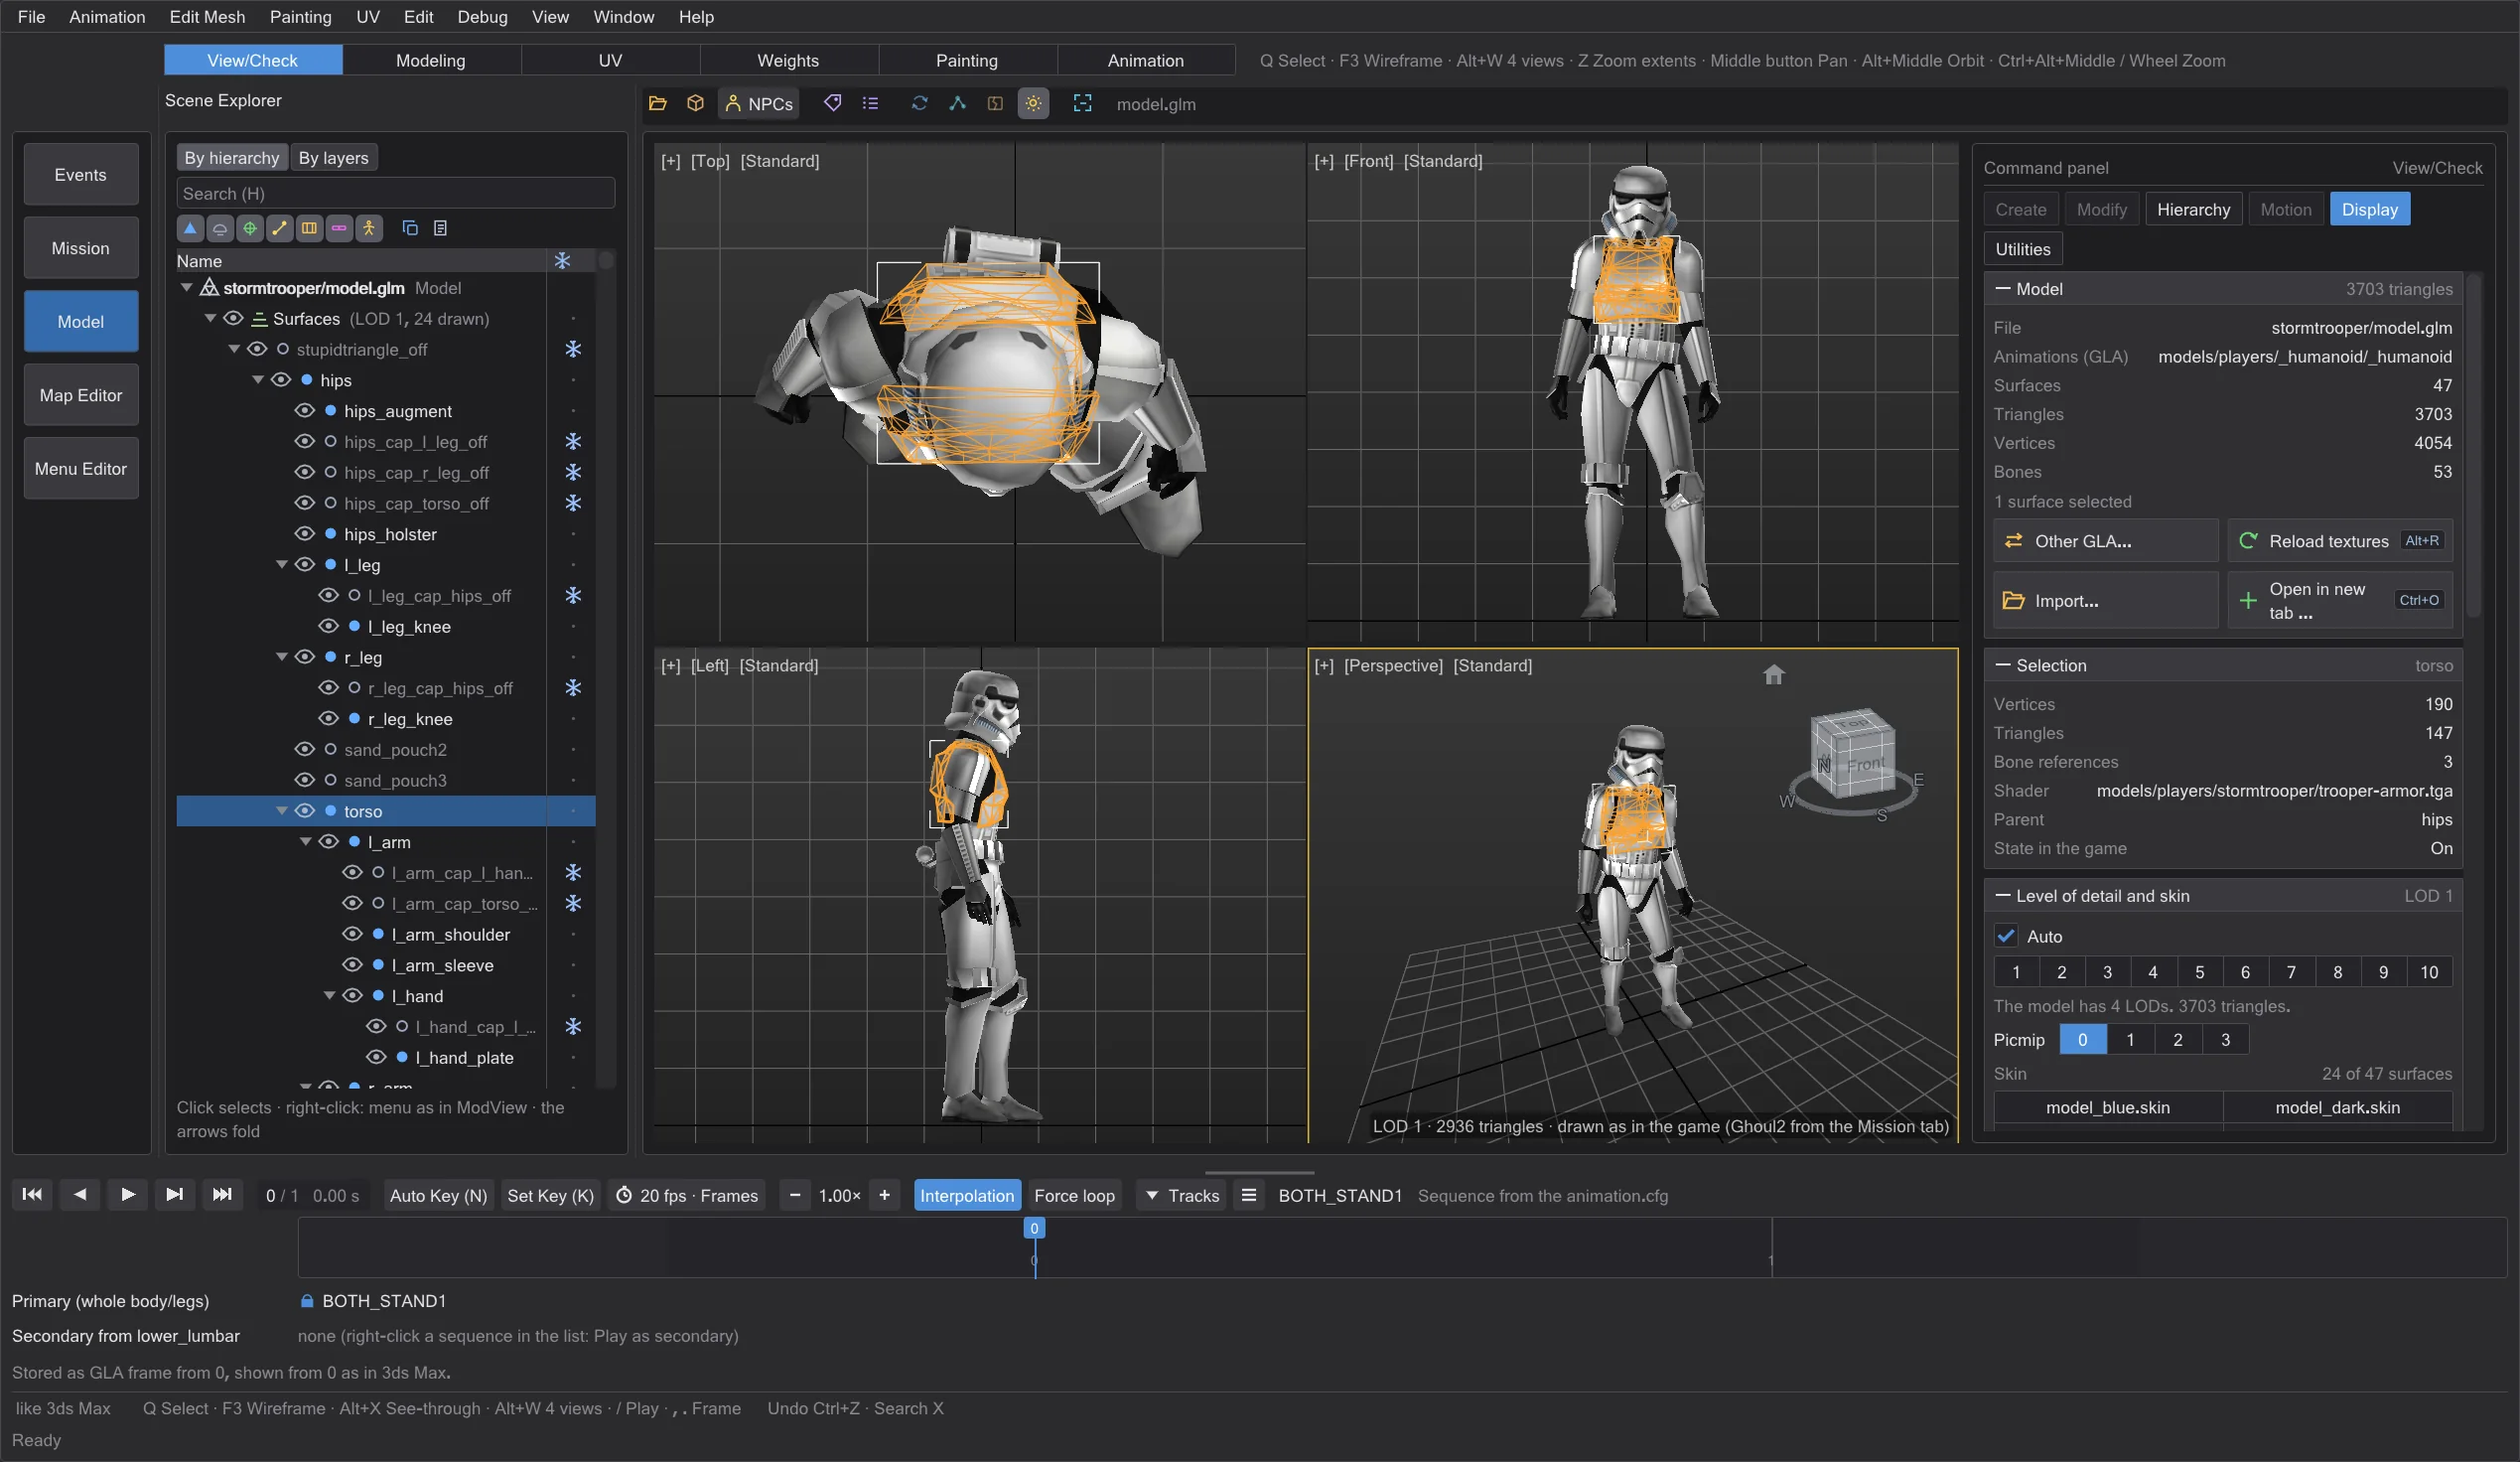 File Animation Edit Mesh Painting UV Edit Debug View Window Help
View/Check Modeling UV Weights Painting Animation Q Select · F3 Wireframe · Alt+W 4 views · Z Zoom extents · Middle button Pan · Alt+Middle Orbit · Ctrl+Alt+Middle / Wheel Zoom
Scene Explorer
NPCs model.glm
Events
Mission
Model
Map Editor
Menu Editor
By hierarchy By layers
Search (H)
Name
stormtrooper/model.glm Model
Surfaces (LOD 1, 24 drawn)
stupidtriangle_off
hips
hips_augment
hips_cap_l_leg_off
hips_cap_r_leg_off
hips_cap_torso_off
hips_holster
l_leg
l_leg_cap_hips_off
l_leg_knee
r_leg
r_leg_cap_hips_off
r_leg_knee
sand_pouch2
sand_pouch3
torso
l_arm
l_arm_cap_l_han...
l_arm_cap_torso_...
l_arm_shoulder
l_arm_sleeve
l_hand
l_hand_cap_l_...
l_hand_plate
r_arm
Click selects · right-click: menu as in ModView · the
arrows fold
[+] [Top] [Standard]
[+] [Front] [Standard]
[+] [Left] [Standard]
[+] [Perspective] [Standard]
Top
N Front
W S E
LOD 1 · 2936 triangles · drawn as in the game (Ghoul2 from the Mission tab)
Command panel View/Check
Create Modify Hierarchy Motion Display
Utilities
Model 3703 triangles
File stormtrooper/model.glm
Animations (GLA) models/players/_humanoid/_humanoid
Surfaces 47
Triangles 3703
Vertices 4054
Bones 53
1 surface selected
Other GLA... Reload textures Alt+R
Import... Open in new tab ... Ctrl+O
Selection torso
Vertices 190
Triangles 147
Bone references 3
Shader models/players/stormtrooper/trooper-armor.tga
Parent hips
State in the game On
Level of detail and skin LOD 1
Auto
1 2 3 4 5 6 7 8 9 10
The model has 4 LODs. 3703 triangles.
Picmip 0 1 2 3
Skin 24 of 47 surfaces
model_blue.skin model_dark.skin
0 / 1 0.00 s Auto Key (N) Set Key (K) 20 fps · Frames − 1.00× + Interpolation Force loop Tracks BOTH_STAND1 Sequence from the animation.cfg
0
0 1
Primary (whole body/legs) BOTH_STAND1
Secondary from lower_lumbar none (right-click a sequence in the list: Play as secondary)
Stored as GLA frame from 0, shown from 0 as in 3ds Max.
like 3ds Max Q Select · F3 Wireframe · Alt+X See-through · Alt+W 4 views · / Play · , . Frame Undo Ctrl+Z · Search X
Ready